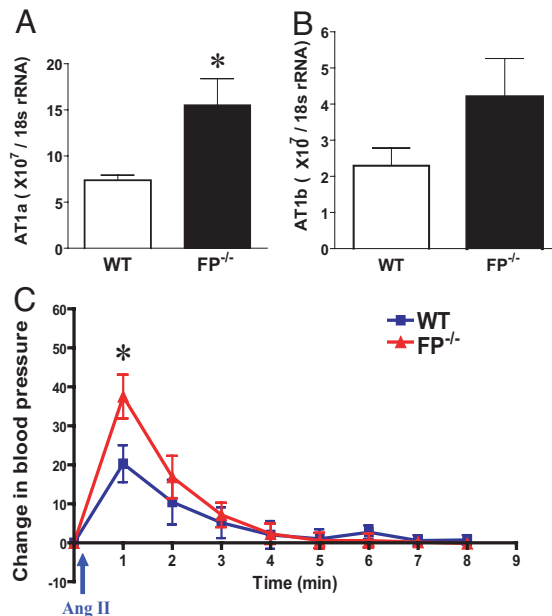 A
*
AT1a ( X10⁷ / 18s rRNA)
20
15
10
5
0
WT
FP⁻/⁻
B
AT1b ( X10⁷ / 18s rRNA)
6
5
4
3
2
1
0
WT
FP⁻/⁻
C
Change in blood pressure
60
50
40
30
20
10
0
-10
*
WT
FP⁻/⁻
1 2 3 4 5 6 7 8 9
Time (min)
Ang II